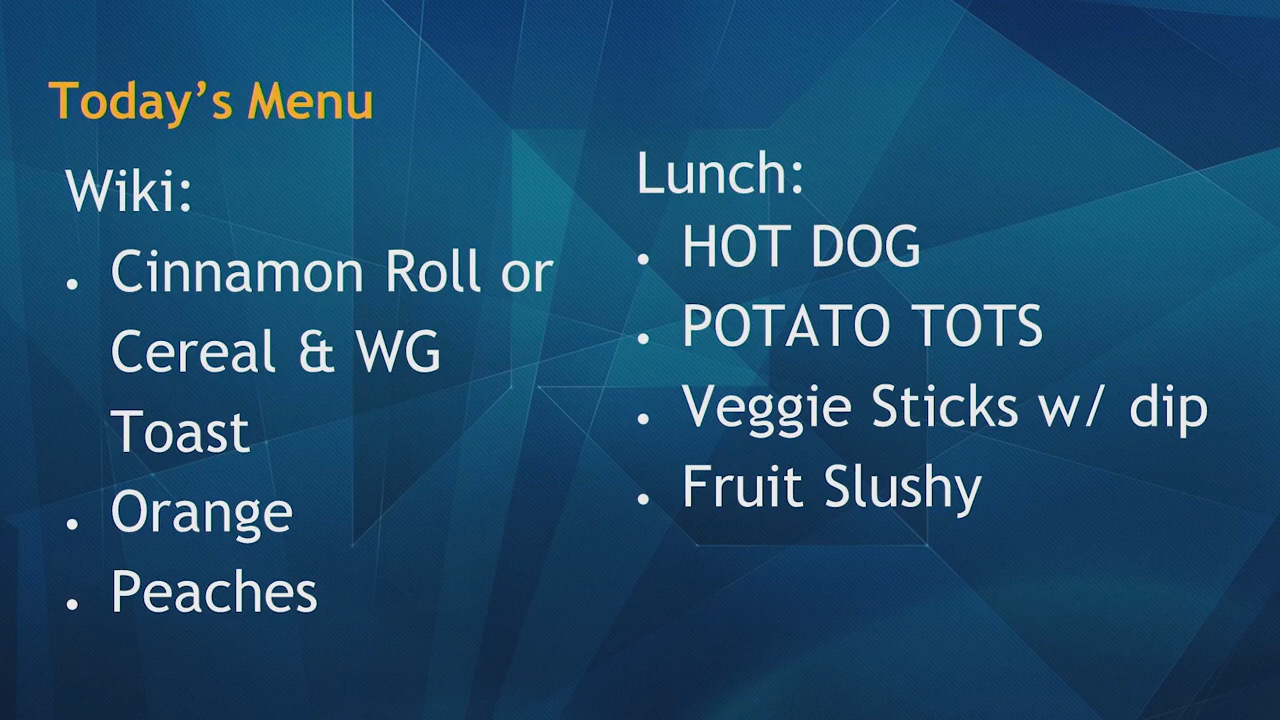 Today’s Menu
Wiki:
. Cinnamon Roll or
Cereal & WG
Toast
. Orange
. Peaches
Lunch:
. HOT DOG
. POTATO TOTS
. Veggie Sticks w/ dip
. Fruit Slushy